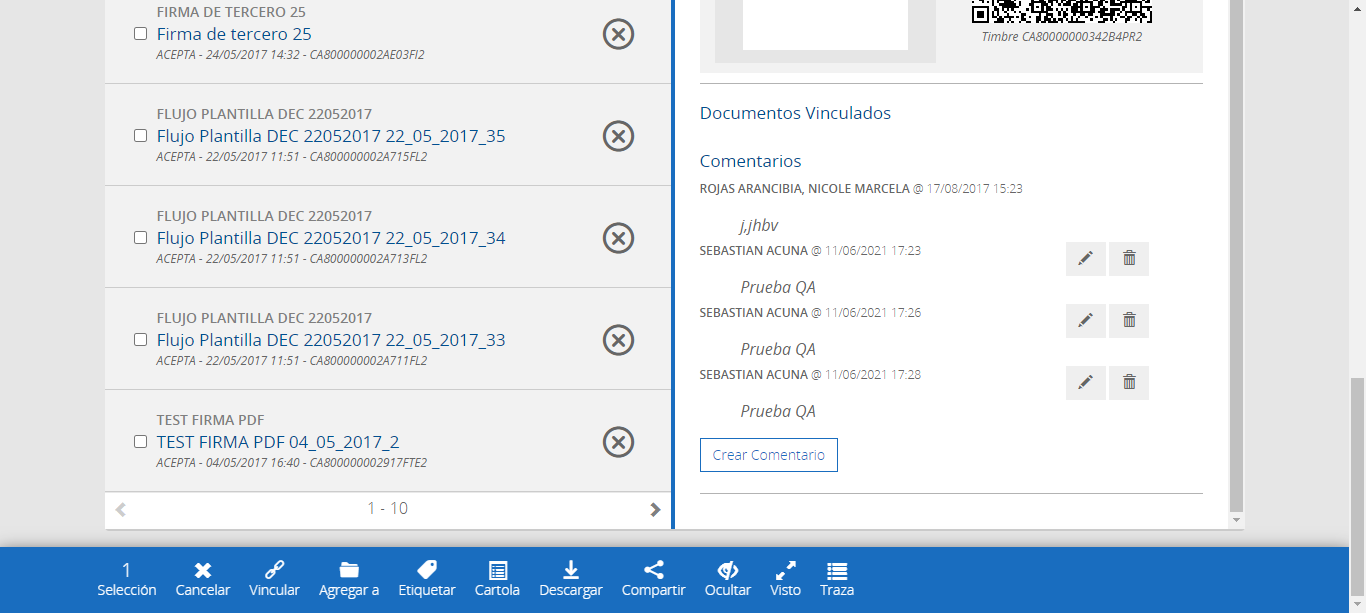 FIRMA DE TERCERO 25
Firma de tercero 25
ACEPTA - 24/05/2017 14:32 - CA800000002AE03FI2
FLUJO PLANTILLA DEC 22052017
Flujo Plantilla DEC 22052017 22_05_2017_35
ACEPTA - 22/05/2017 11:51 - CA800000002A715FL2
FLUJO PLANTILLA DEC 22052017
Flujo Plantilla DEC 22052017 22_05_2017_34
ACEPTA - 22/05/2017 11:51 - CA800000002A713FL2
FLUJO PLANTILLA DEC 22052017
Flujo Plantilla DEC 22052017 22_05_2017_33
ACEPTA - 22/05/2017 11:51 - CA800000002A711FL2
TEST FIRMA PDF
TEST FIRMA PDF 04_05_2017_2
ACEPTA - 04/05/2017 16:40 - CA800000002917FTE2
1 - 10
Timbre CA80000000342B4PR2
Documentos Vinculados
Comentarios
ROJAS ARANCIBIA, NICOLE MARCELA @ 17/08/2017 15:23
j,jhbv
SEBASTIAN ACUNA @ 11/06/2021 17:23
Prueba QA
SEBASTIAN ACUNA @ 11/06/2021 17:26
Prueba QA
SEBASTIAN ACUNA @ 11/06/2021 17:28
Prueba QA
Crear Comentario
1
Selección Cancelar Vincular Agregar a Etiquetar Cartola Descargar Compartir Ocultar Visto Traza